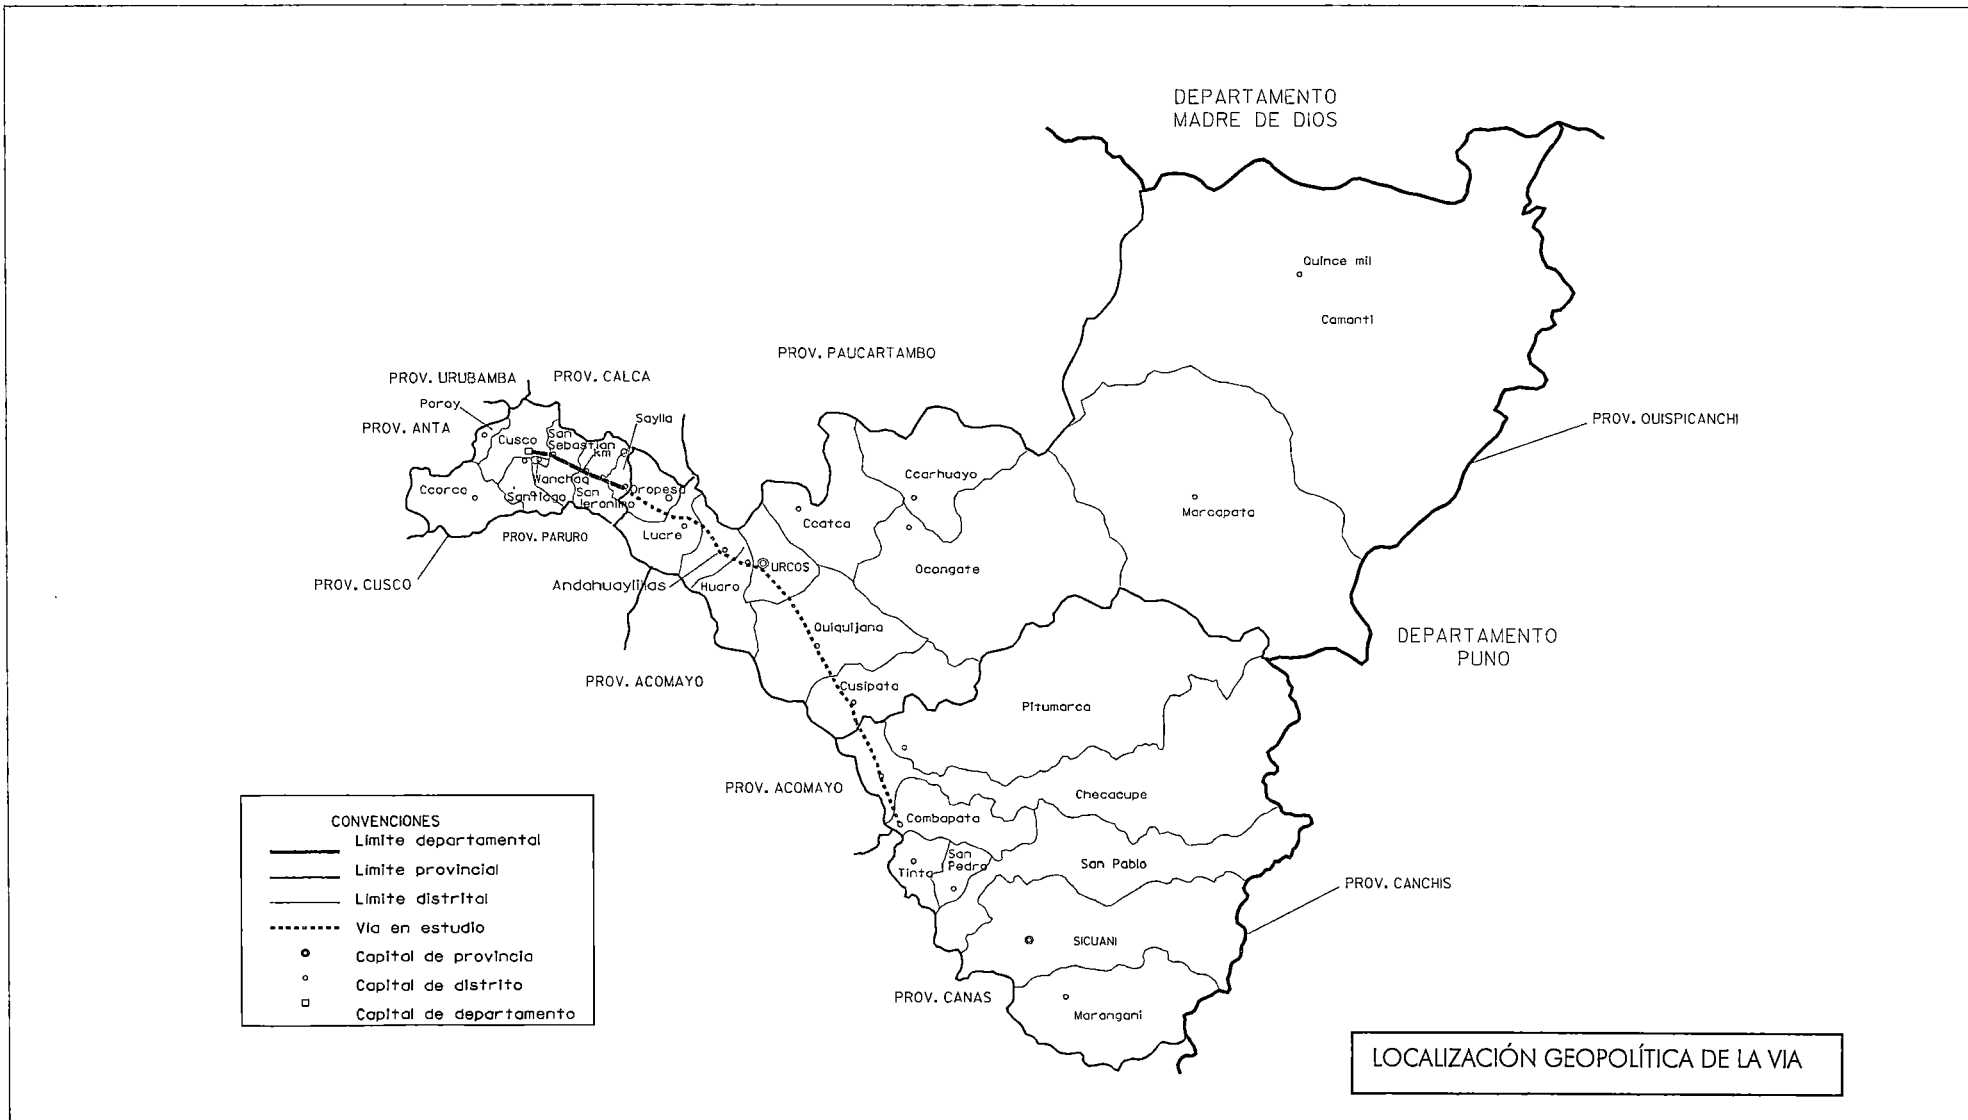 DEPARTAMENTO
MADRE DE DIOS
Quince mil
Camanti
PROV. PAUCARTAMBO
PROV. URUBAMBA
PROV. CALCA
Poroy
Saylla
PROV. ANTA
PROV. QUISPICANCHI
Cusco
San
Sebastian
km
Ccarhuayo
Wanchaq
Ccorca
Santiago
San
Jeronimo
Oropesa
Ccatca
Marcapata
PROV. PARURO
Lucre
URCOS
Ocongate
PROV. CUSCO
Andahuaylillas
Huaro
Quiquijana
DEPARTAMENTO
PUNO
PROV. ACOMAYO
Cusipata
Pitumarca
PROV. ACOMAYO
Checacupe
Combapata
San
Pedro
Tinta
San Pablo
PROV. CANCHIS
SICUANI
PROV. CANAS
Marangani
CONVENCIONES
Límite departamental
Límite provincial
Límite distrital
Vía en estudio
Capital de provincia
Capital de distrito
Capital de departamento
LOCALIZACIÓN GEOPOLÍTICA DE LA VIA